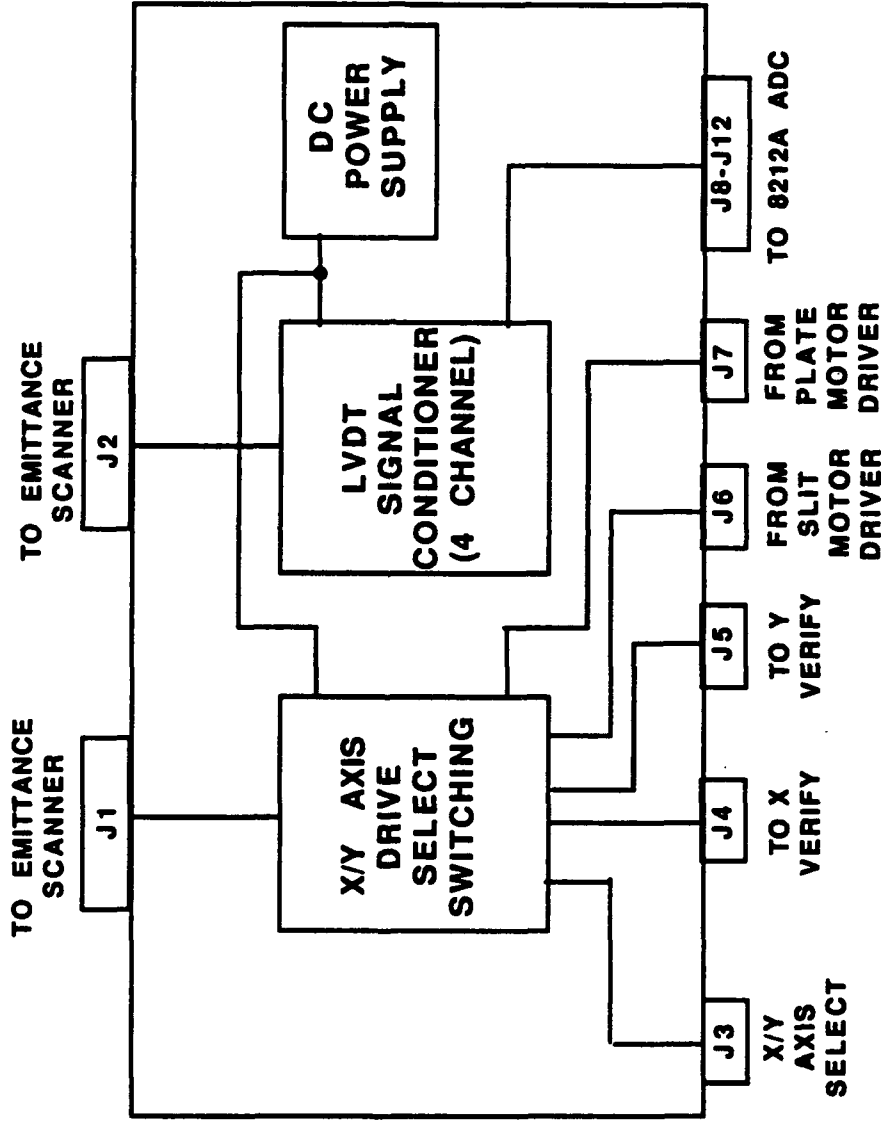 TO EMITTANCE
SCANNER
J1
TO EMITTANCE
SCANNER
J2
X/Y AXIS
DRIVE
SELECT
SWITCHING
LVDT
SIGNAL
CONDITIONER
(4 CHANNEL)
DC
POWER
SUPPLY
J3
X/Y
AXIS
SELECT
J4
TO X
VERIFY
J5
TO Y
VERIFY
J6
FROM
SLIT
MOTOR
DRIVER
J7
FROM
PLATE
MOTOR
DRIVER
J8-J12
TO 8212A ADC